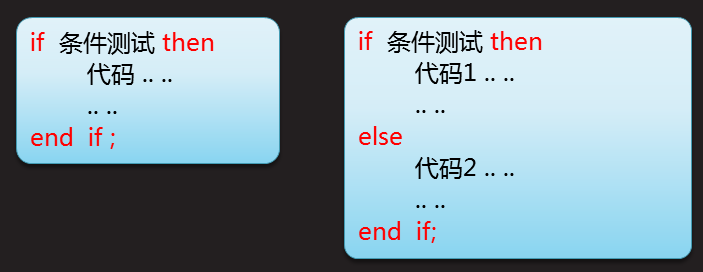 if 条件测试 then
代码 .. ..
.. ..
end if ;
if 条件测试 then
代码1 .. ..
.. ..
else
代码2 .. ..
.. ..
end if;